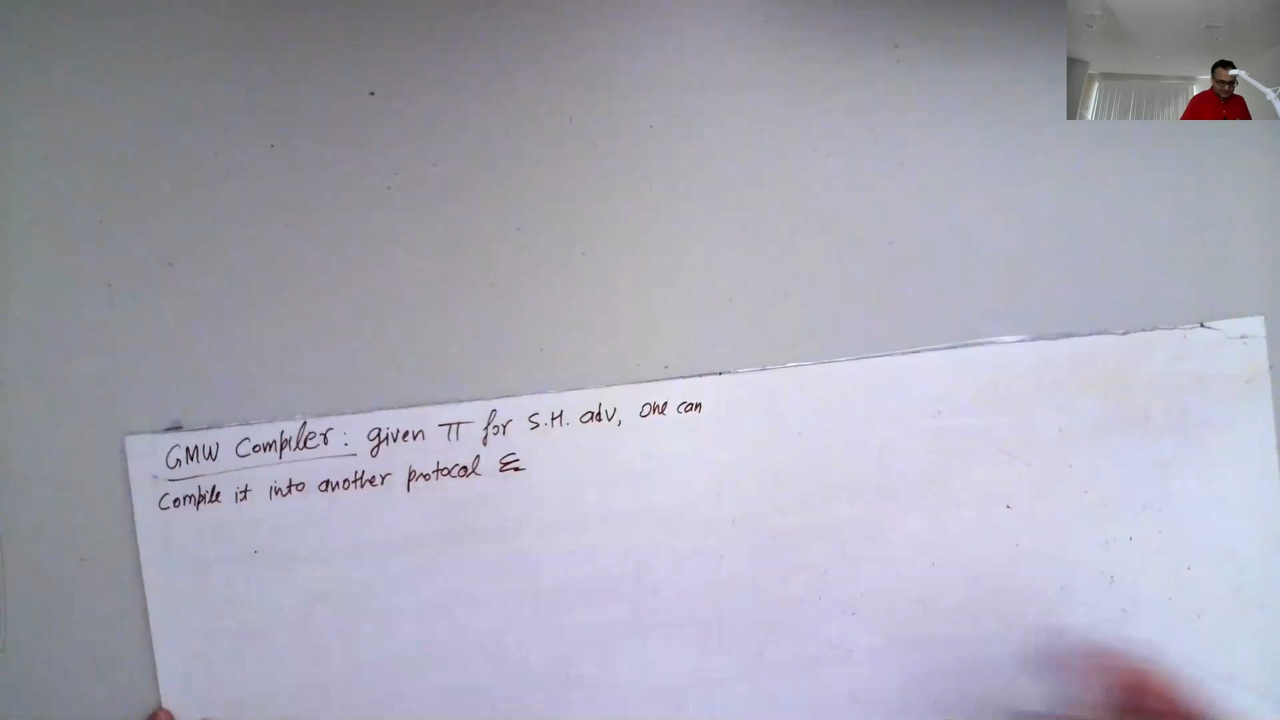 GMW Compiler: given π for S.H. adv, one can
Compile it into another protocol Σ